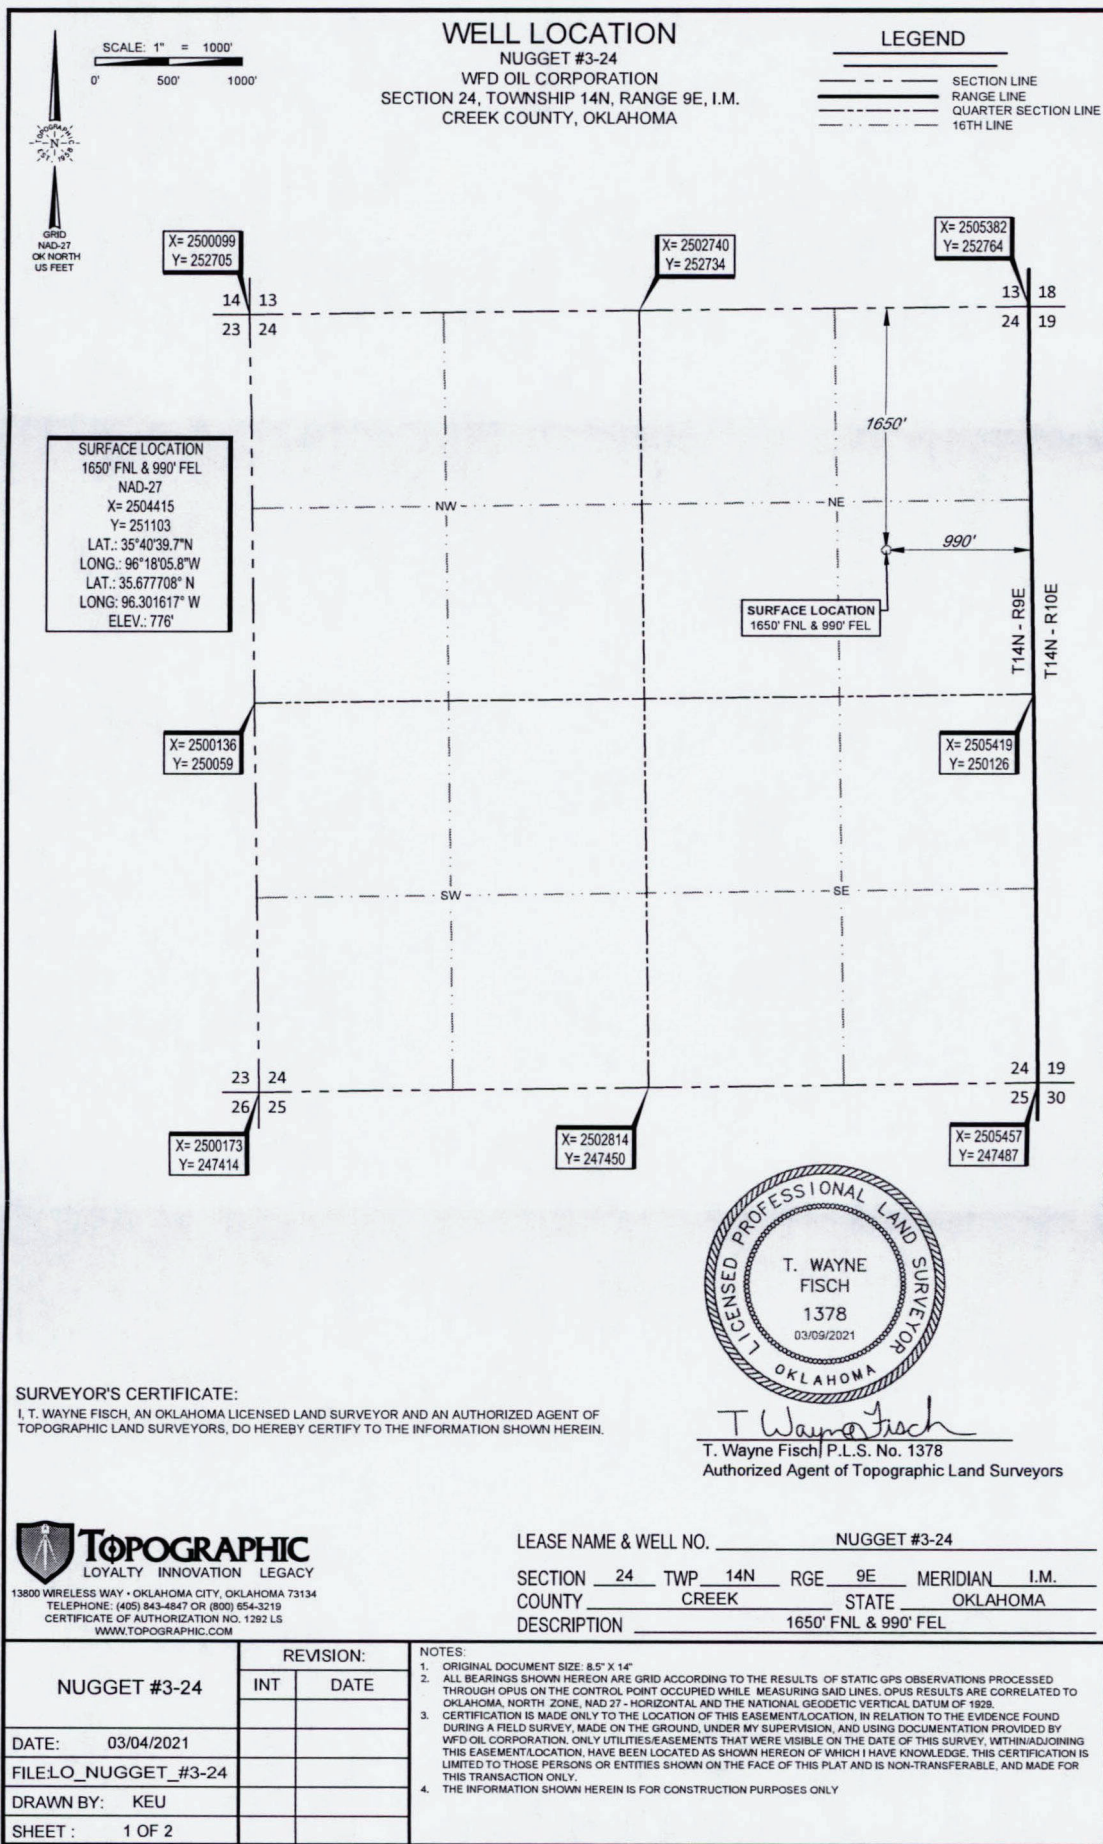 SCALE: 1" = 1000'
0' 500' 1000'
TOPOGRAPHIC
N
GRID
NAD-27
OK NORTH
US FEET
WELL LOCATION
NUGGET #3-24
WFD OIL CORPORATION
SECTION 24, TOWNSHIP 14N, RANGE 9E, I.M.
CREEK COUNTY, OKLAHOMA
LEGEND
SECTION LINE
RANGE LINE
QUARTER SECTION LINE
16TH LINE
X= 2500099
Y= 252705
X= 2502740
Y= 252734
X= 2505382
Y= 252764
14 13
23 24
13 18
24 19
1650'
SURFACE LOCATION
1650' FNL & 990' FEL
NAD-27
X= 2504415
Y= 251103
LAT.: 35°40'39.7"N
LONG.: 96°18'05.8"W
LAT.: 35.677708° N
LONG: 96.301617° W
ELEV.: 776'
NW
NE
990'
SURFACE LOCATION
1650' FNL & 990' FEL
T14N - R9E
T14N - R10E
X= 2500136
Y= 250059
X= 2505419
Y= 250126
SW
SE
23 24
26 25
24 19
25 30
X= 2500173
Y= 247414
X= 2502814
Y= 247450
X= 2505457
Y= 247487
LICENSED PROFESSIONAL LAND SURVEYOR
T. WAYNE
FISCH
1378
03/09/2021
OKLAHOMA
SURVEYOR'S CERTIFICATE:
I, T. WAYNE FISCH, AN OKLAHOMA LICENSED LAND SURVEYOR AND AN AUTHORIZED AGENT OF
TOPOGRAPHIC LAND SURVEYORS, DO HEREBY CERTIFY TO THE INFORMATION SHOWN HEREIN.
T Wayne Fisch
T. Wayne Fisch P.L.S. No. 1378
Authorized Agent of Topographic Land Surveyors
TOPOGRAPHIC
LOYALTY INNOVATION LEGACY
13800 WIRELESS WAY • OKLAHOMA CITY, OKLAHOMA 73134
TELEPHONE: (405) 843-4847 OR (800) 654-3219
CERTIFICATE OF AUTHORIZATION NO. 1292 LS
WWW.TOPOGRAPHIC.COM
LEASE NAME & WELL NO. NUGGET #3-24
SECTION 24 TWP 14N RGE 9E MERIDIAN I.M.
COUNTY CREEK STATE OKLAHOMA
DESCRIPTION 1650' FNL & 990' FEL
NUGGET #3-24
REVISION:
INT DATE
DATE: 03/04/2021
FILE:LO_NUGGET_#3-24
DRAWN BY: KEU
SHEET : 1 OF 2
NOTES:
1. ORIGINAL DOCUMENT SIZE: 8.5" X 14"
2. ALL BEARINGS SHOWN HEREON ARE GRID ACCORDING TO THE RESULTS OF STATIC GPS OBSERVATIONS PROCESSED
THROUGH OPUS ON THE CONTROL POINT OCCUPIED WHILE MEASURING SAID LINES. OPUS RESULTS ARE CORRELATED TO
OKLAHOMA, NORTH ZONE, NAD 27 - HORIZONTAL AND THE NATIONAL GEODETIC VERTICAL DATUM OF 1929.
3. CERTIFICATION IS MADE ONLY TO THE LOCATION OF THIS EASEMENT/LOCATION, IN RELATION TO THE EVIDENCE FOUND
DURING A FIELD SURVEY, MADE ON THE GROUND, UNDER MY SUPERVISION, AND USING DOCUMENTATION PROVIDED BY
WFD OIL CORPORATION. ONLY UTILITIES/EASEMENTS THAT WERE VISIBLE ON THE DATE OF THIS SURVEY, WITHIN/ADJOINING
THIS EASEMENT/LOCATION, HAVE BEEN LOCATED AS SHOWN HEREON OF WHICH I HAVE KNOWLEDGE. THIS CERTIFICATION IS
LIMITED TO THOSE PERSONS OR ENTITIES SHOWN ON THE FACE OF THIS PLAT AND IS NON-TRANSFERABLE, AND MADE FOR
THIS TRANSACTION ONLY.
4. THE INFORMATION SHOWN HEREIN IS FOR CONSTRUCTION PURPOSES ONLY